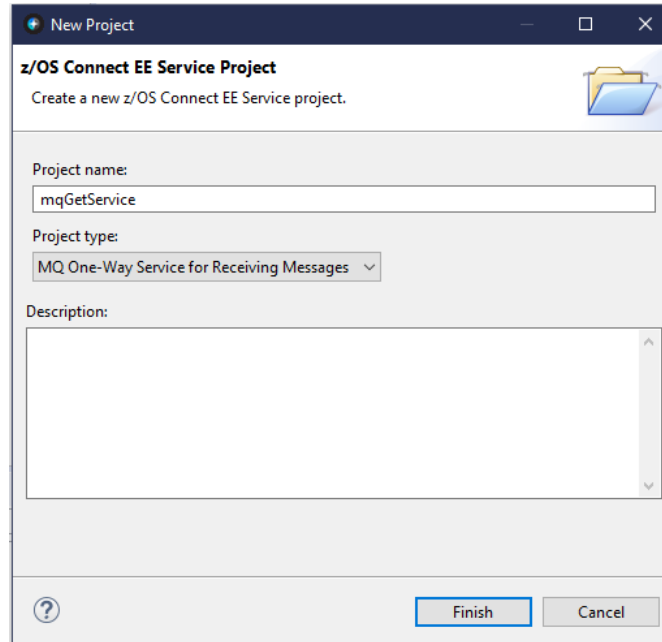 New Project
z/OS Connect EE Service Project
Create a new z/OS Connect EE Service project.
Project name:
mqGetService
Project type:
MQ One-Way Service for Receiving Messages
Description:
?
Finish
Cancel